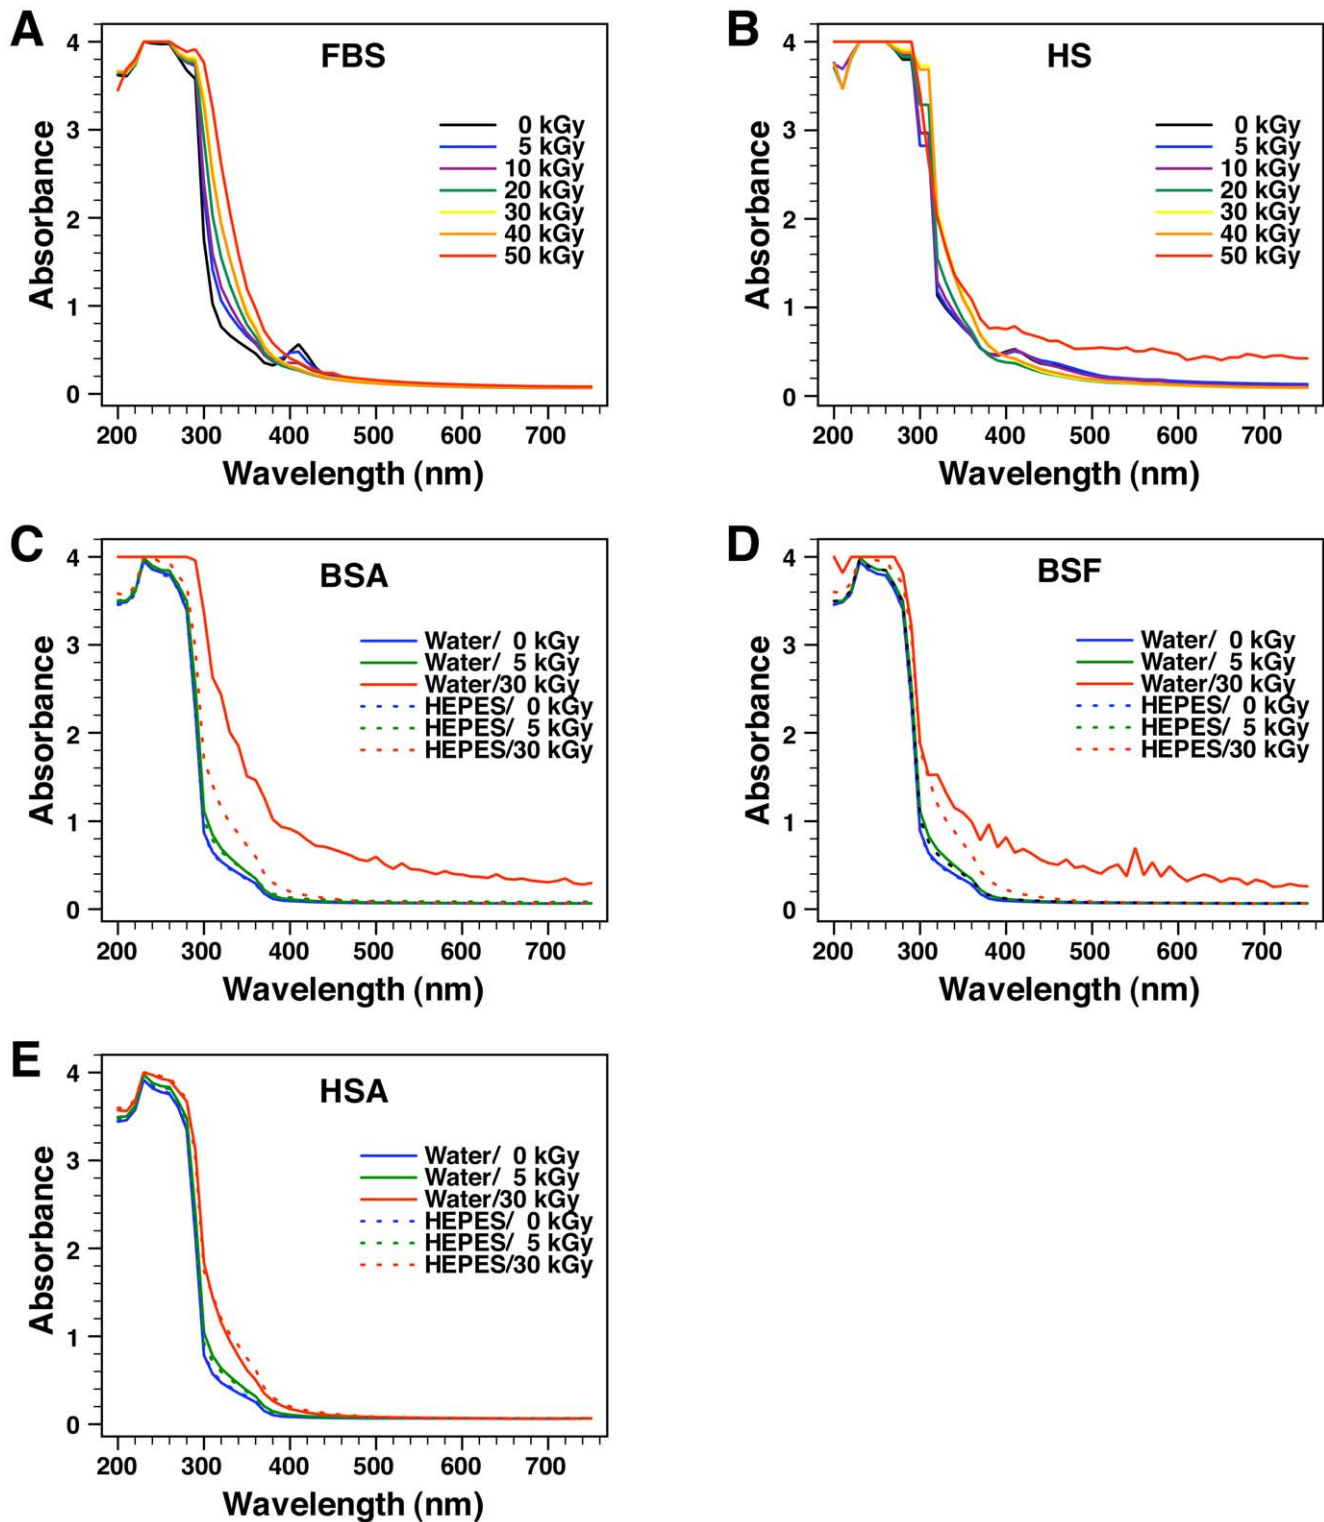 A
FBS
4
3
2
1
0
Absorbance
0 kGy
5 kGy
10 kGy
20 kGy
30 kGy
40 kGy
50 kGy
200 300 400 500 600 700
Wavelength (nm)
B
HS
4
3
2
1
0
Absorbance
0 kGy
5 kGy
10 kGy
20 kGy
30 kGy
40 kGy
50 kGy
200 300 400 500 600 700
Wavelength (nm)
C
BSA
4
3
2
1
0
Absorbance
Water/ 0 kGy
Water/ 5 kGy
Water/30 kGy
HEPES/ 0 kGy
HEPES/ 5 kGy
HEPES/30 kGy
200 300 400 500 600 700
Wavelength (nm)
D
BSF
4
3
2
1
0
Absorbance
Water/ 0 kGy
Water/ 5 kGy
Water/30 kGy
HEPES/ 0 kGy
HEPES/ 5 kGy
HEPES/30 kGy
200 300 400 500 600 700
Wavelength (nm)
E
HSA
4
3
2
1
0
Absorbance
Water/ 0 kGy
Water/ 5 kGy
Water/30 kGy
HEPES/ 0 kGy
HEPES/ 5 kGy
HEPES/30 kGy
200 300 400 500 600 700
Wavelength (nm)